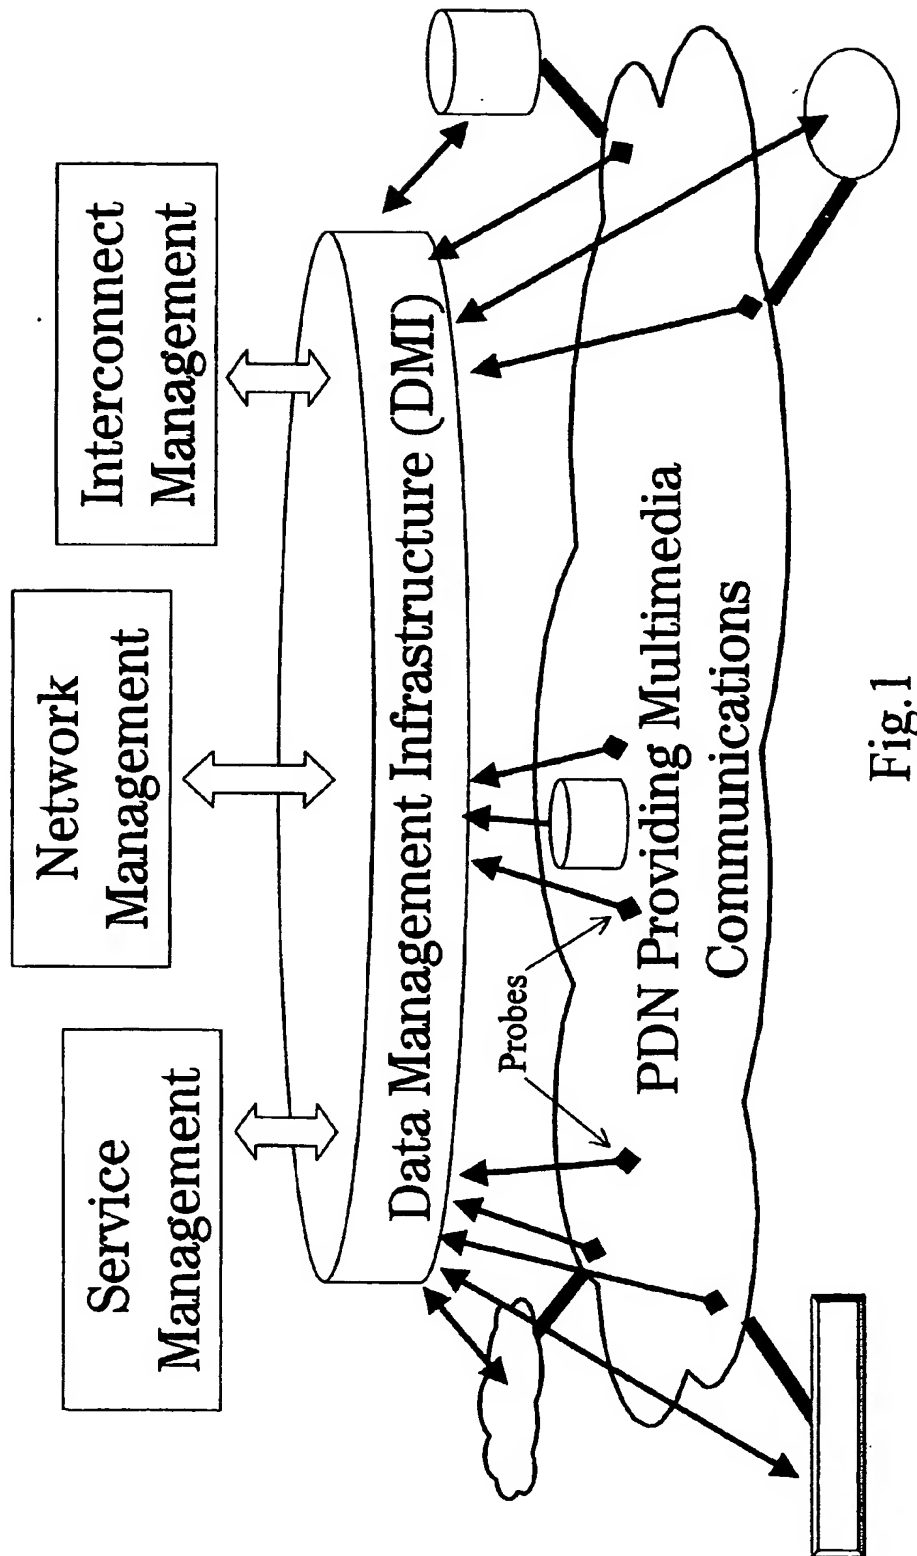 Service
Management
Network
Management
Interconnect
Management
Data Management Infrastructure (DMI)
Probes
PDN Providing Multimedia
Communications
Fig.1